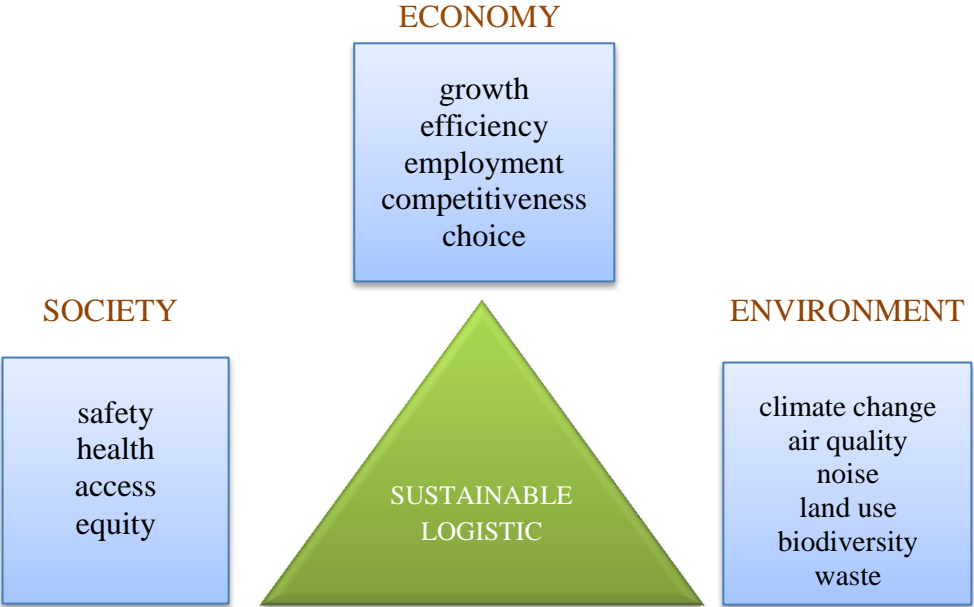 ECONOMY
growth
efficiency
employment
competitiveness
choice
SOCIETY
safety
health
access
equity
SUSTAINABLE
LOGISTIC
ENVIRONMENT
climate change
air quality
noise
land use
biodiversity
waste